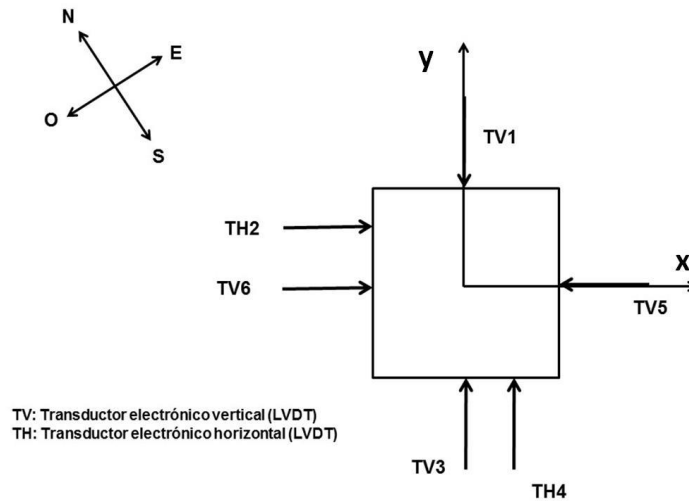 N
E
O
S
y
TV1
TH2
x
TV6
TV5
TV: Transductor electrónico vertical (LVDT)
TH: Transductor electrónico horizontal (LVDT)
TV3
TH4